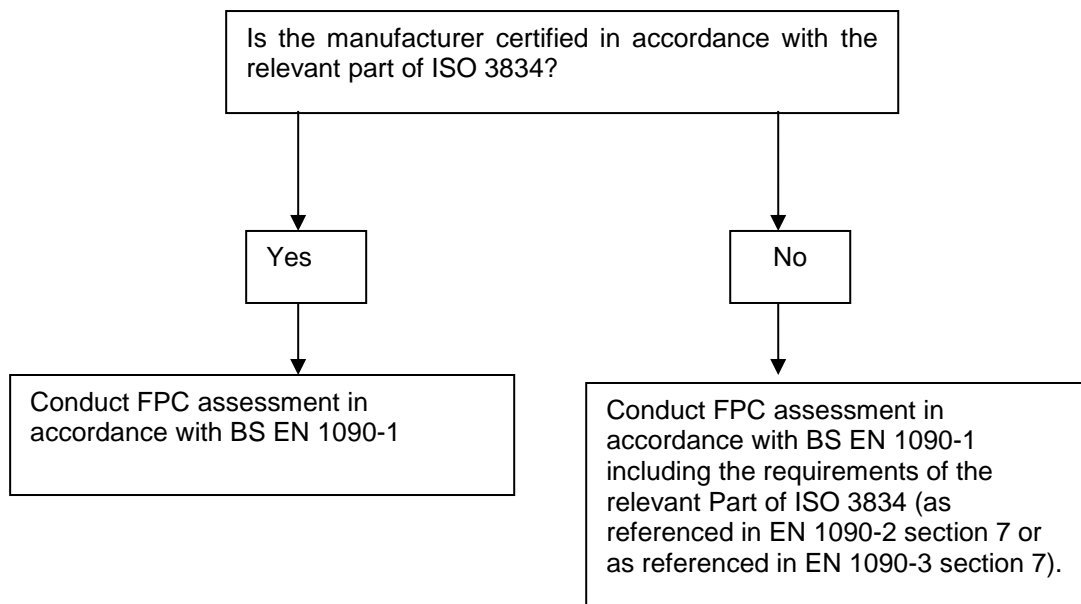 Is the manufacturer certified in accordance with the
relevant part of ISO 3834?
Yes
No
Conduct FPC assessment in
accordance with BS EN 1090-1
Conduct FPC assessment in
accordance with BS EN 1090-1
including the requirements of the
relevant Part of ISO 3834 (as
referenced in EN 1090-2 section 7 or
as referenced in EN 1090-3 section 7).